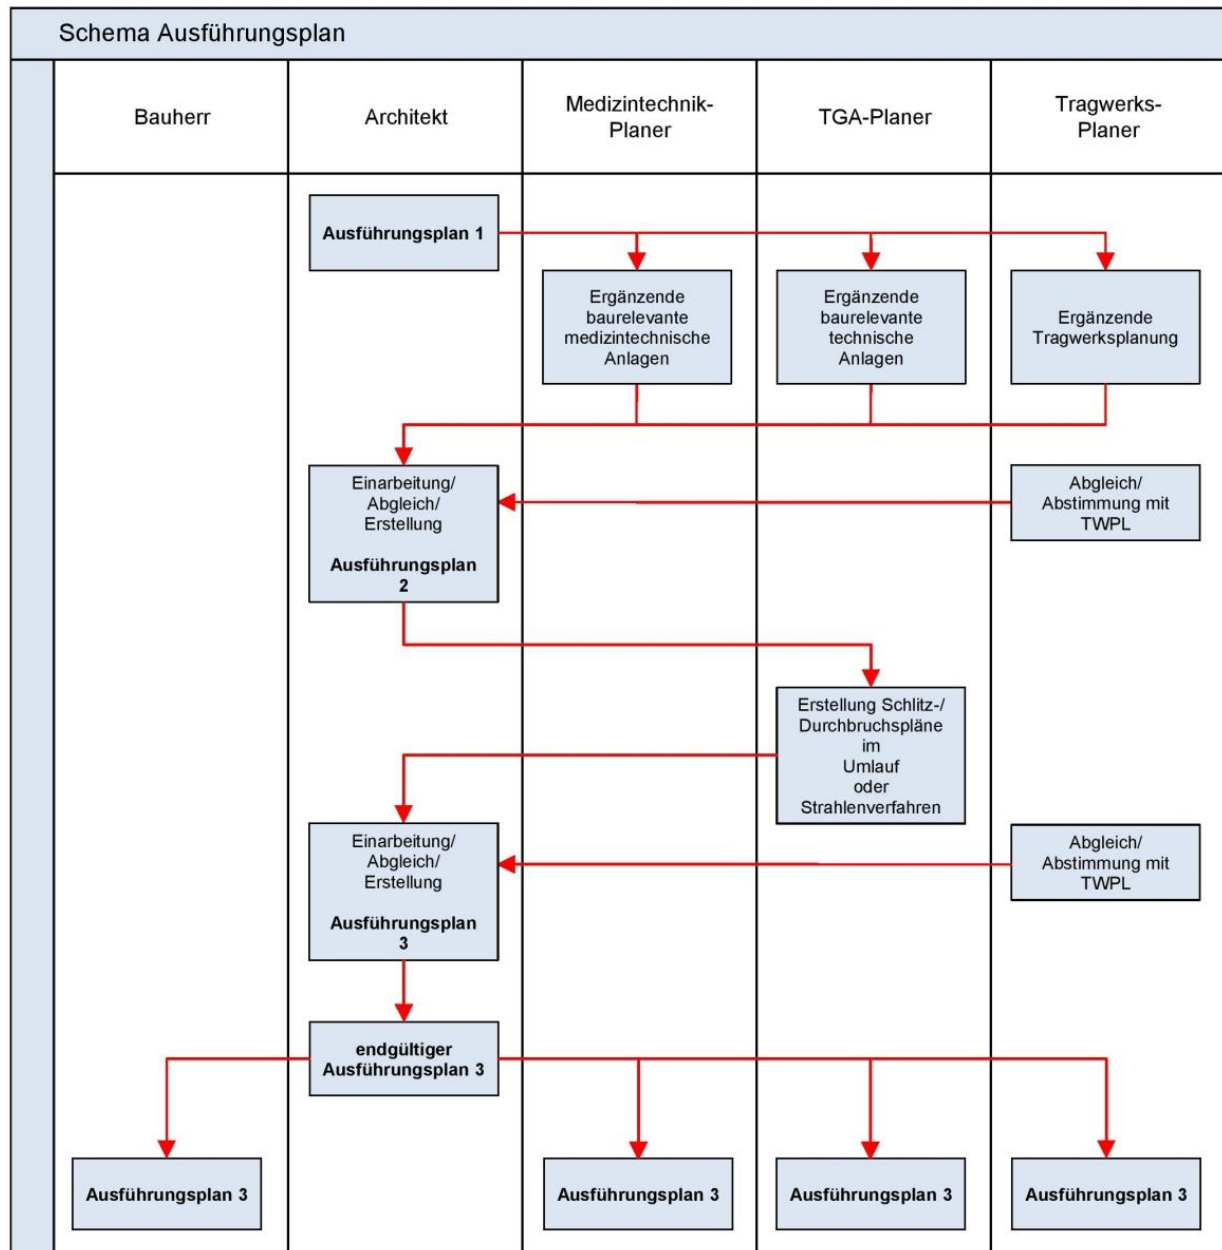 Schema Ausführungsplan
Bauherr
Architekt
Medizintechnik-
Planer
TGA-Planer
Tragwerks-
Planer
Ausführungsplan 1
Ergänzende
baurelevante
medizintechnische
Anlagen
Ergänzende
baurelevante
technische
Anlagen
Ergänzende
Tragwerksplanung
Einarbeitung/
Abgleich/
Erstellung
Ausführungsplan
2
Abgleich/
Abstimmung mit
TWPL
Erstellung Schlitz-/
Durchbruchspläne
im
Umlauf
oder
Strahlenverfahren
Einarbeitung/
Abgleich/
Erstellung
Ausführungsplan
3
Abgleich/
Abstimmung mit
TWPL
endgültiger
Ausführungsplan 3
Ausführungsplan 3
Ausführungsplan 3
Ausführungsplan 3
Ausführungsplan 3